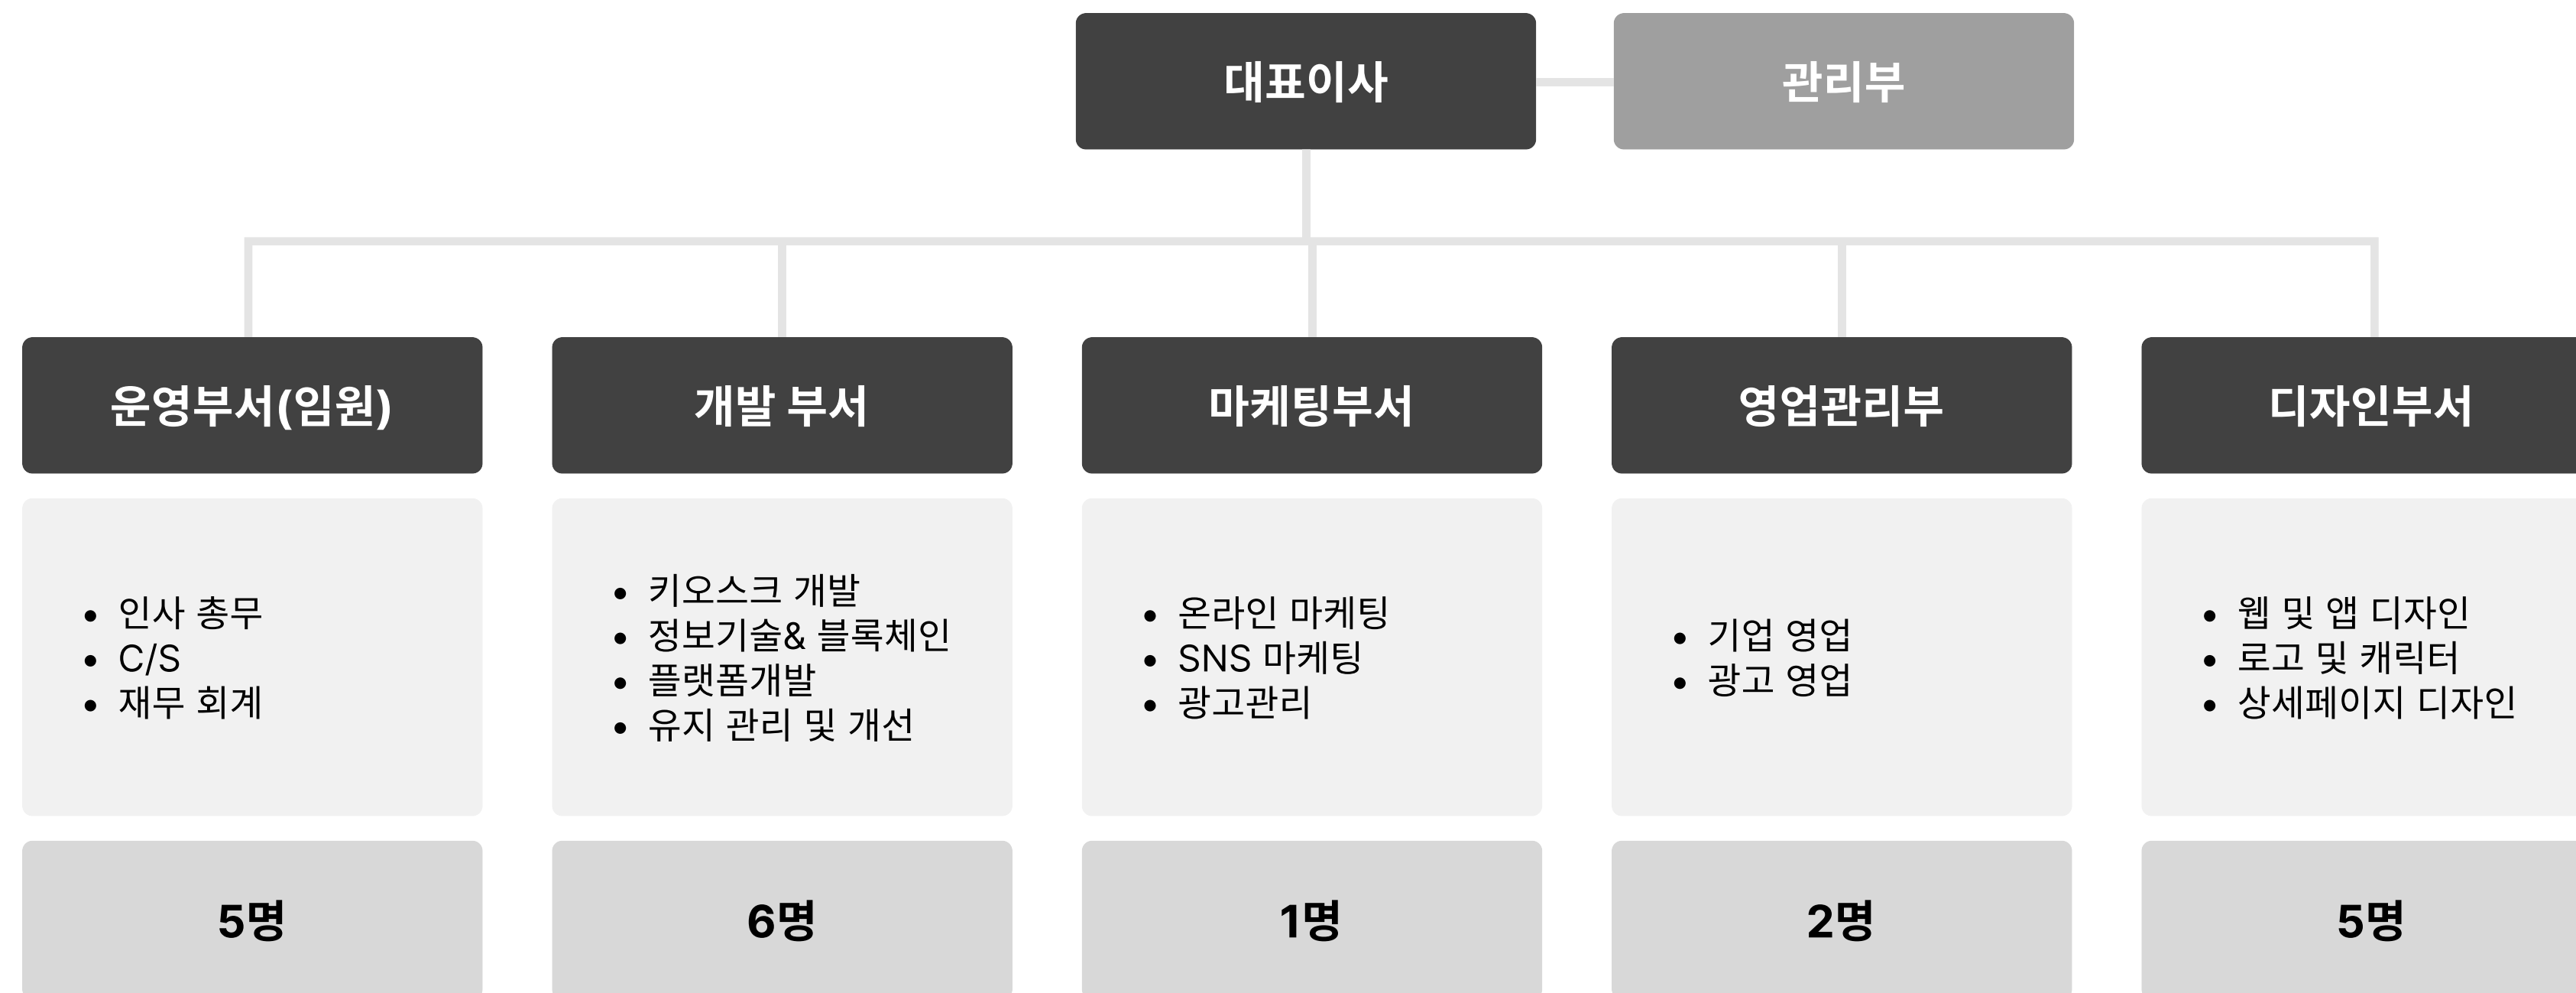 대표이사
관리부
운영부서(임원)
개발 부서
마케팅부서
영업관리부
디자인부서
• 인사 총무
• C/S
• 재무 회계
• 키오스크 개발
• 정보기술& 블록체인
• 플랫폼개발
• 유지 관리 및 개선
• 온라인 마케팅
• SNS 마케팅
• 광고관리
• 기업 영업
• 광고 영업
• 웹 및 앱 디자인
• 로고 및 캐릭터
• 상세페이지 디자인
5명
6명
1명
2명
5명